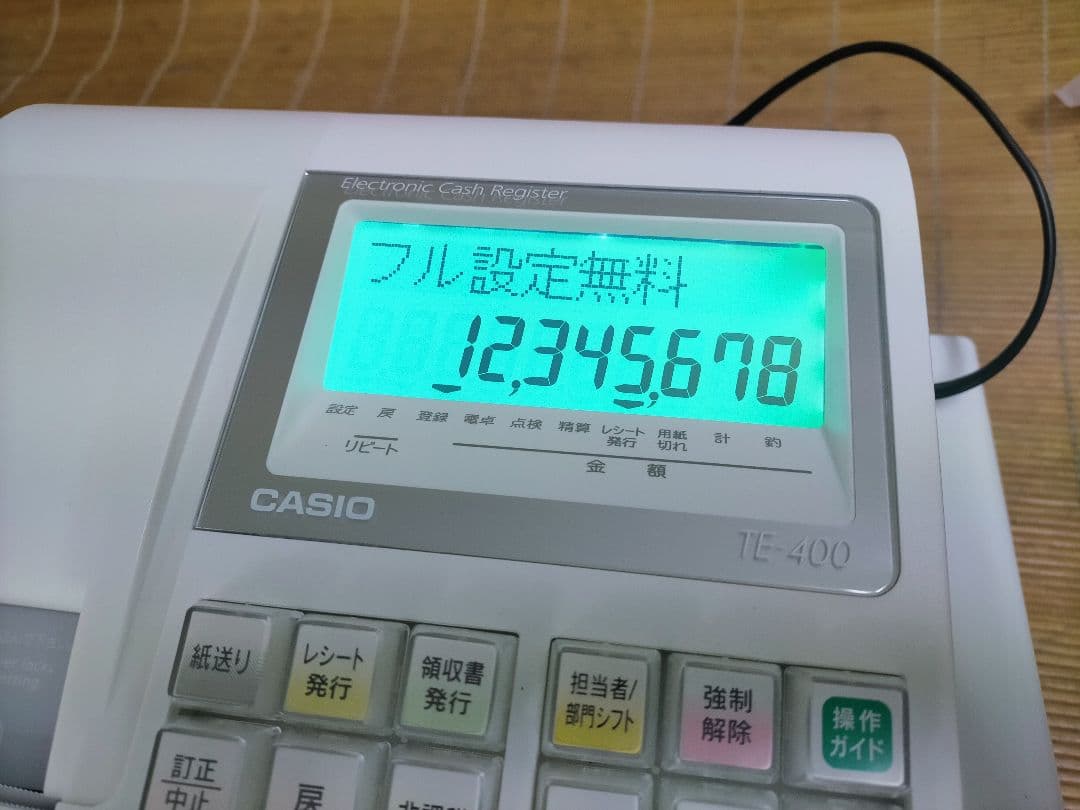 Electronic Cash Register
フル設定無料
12,345,678
設定 戻 登録 電卓 点検 精算 レシート発行 用紙切れ 計 釣
リピート
金額
CASIO
TE-400
紙送り
レシート
発行
領収書
発行
担当者/
部門シフト
強制
解除
操作
ガイド
訂正
中止
戻